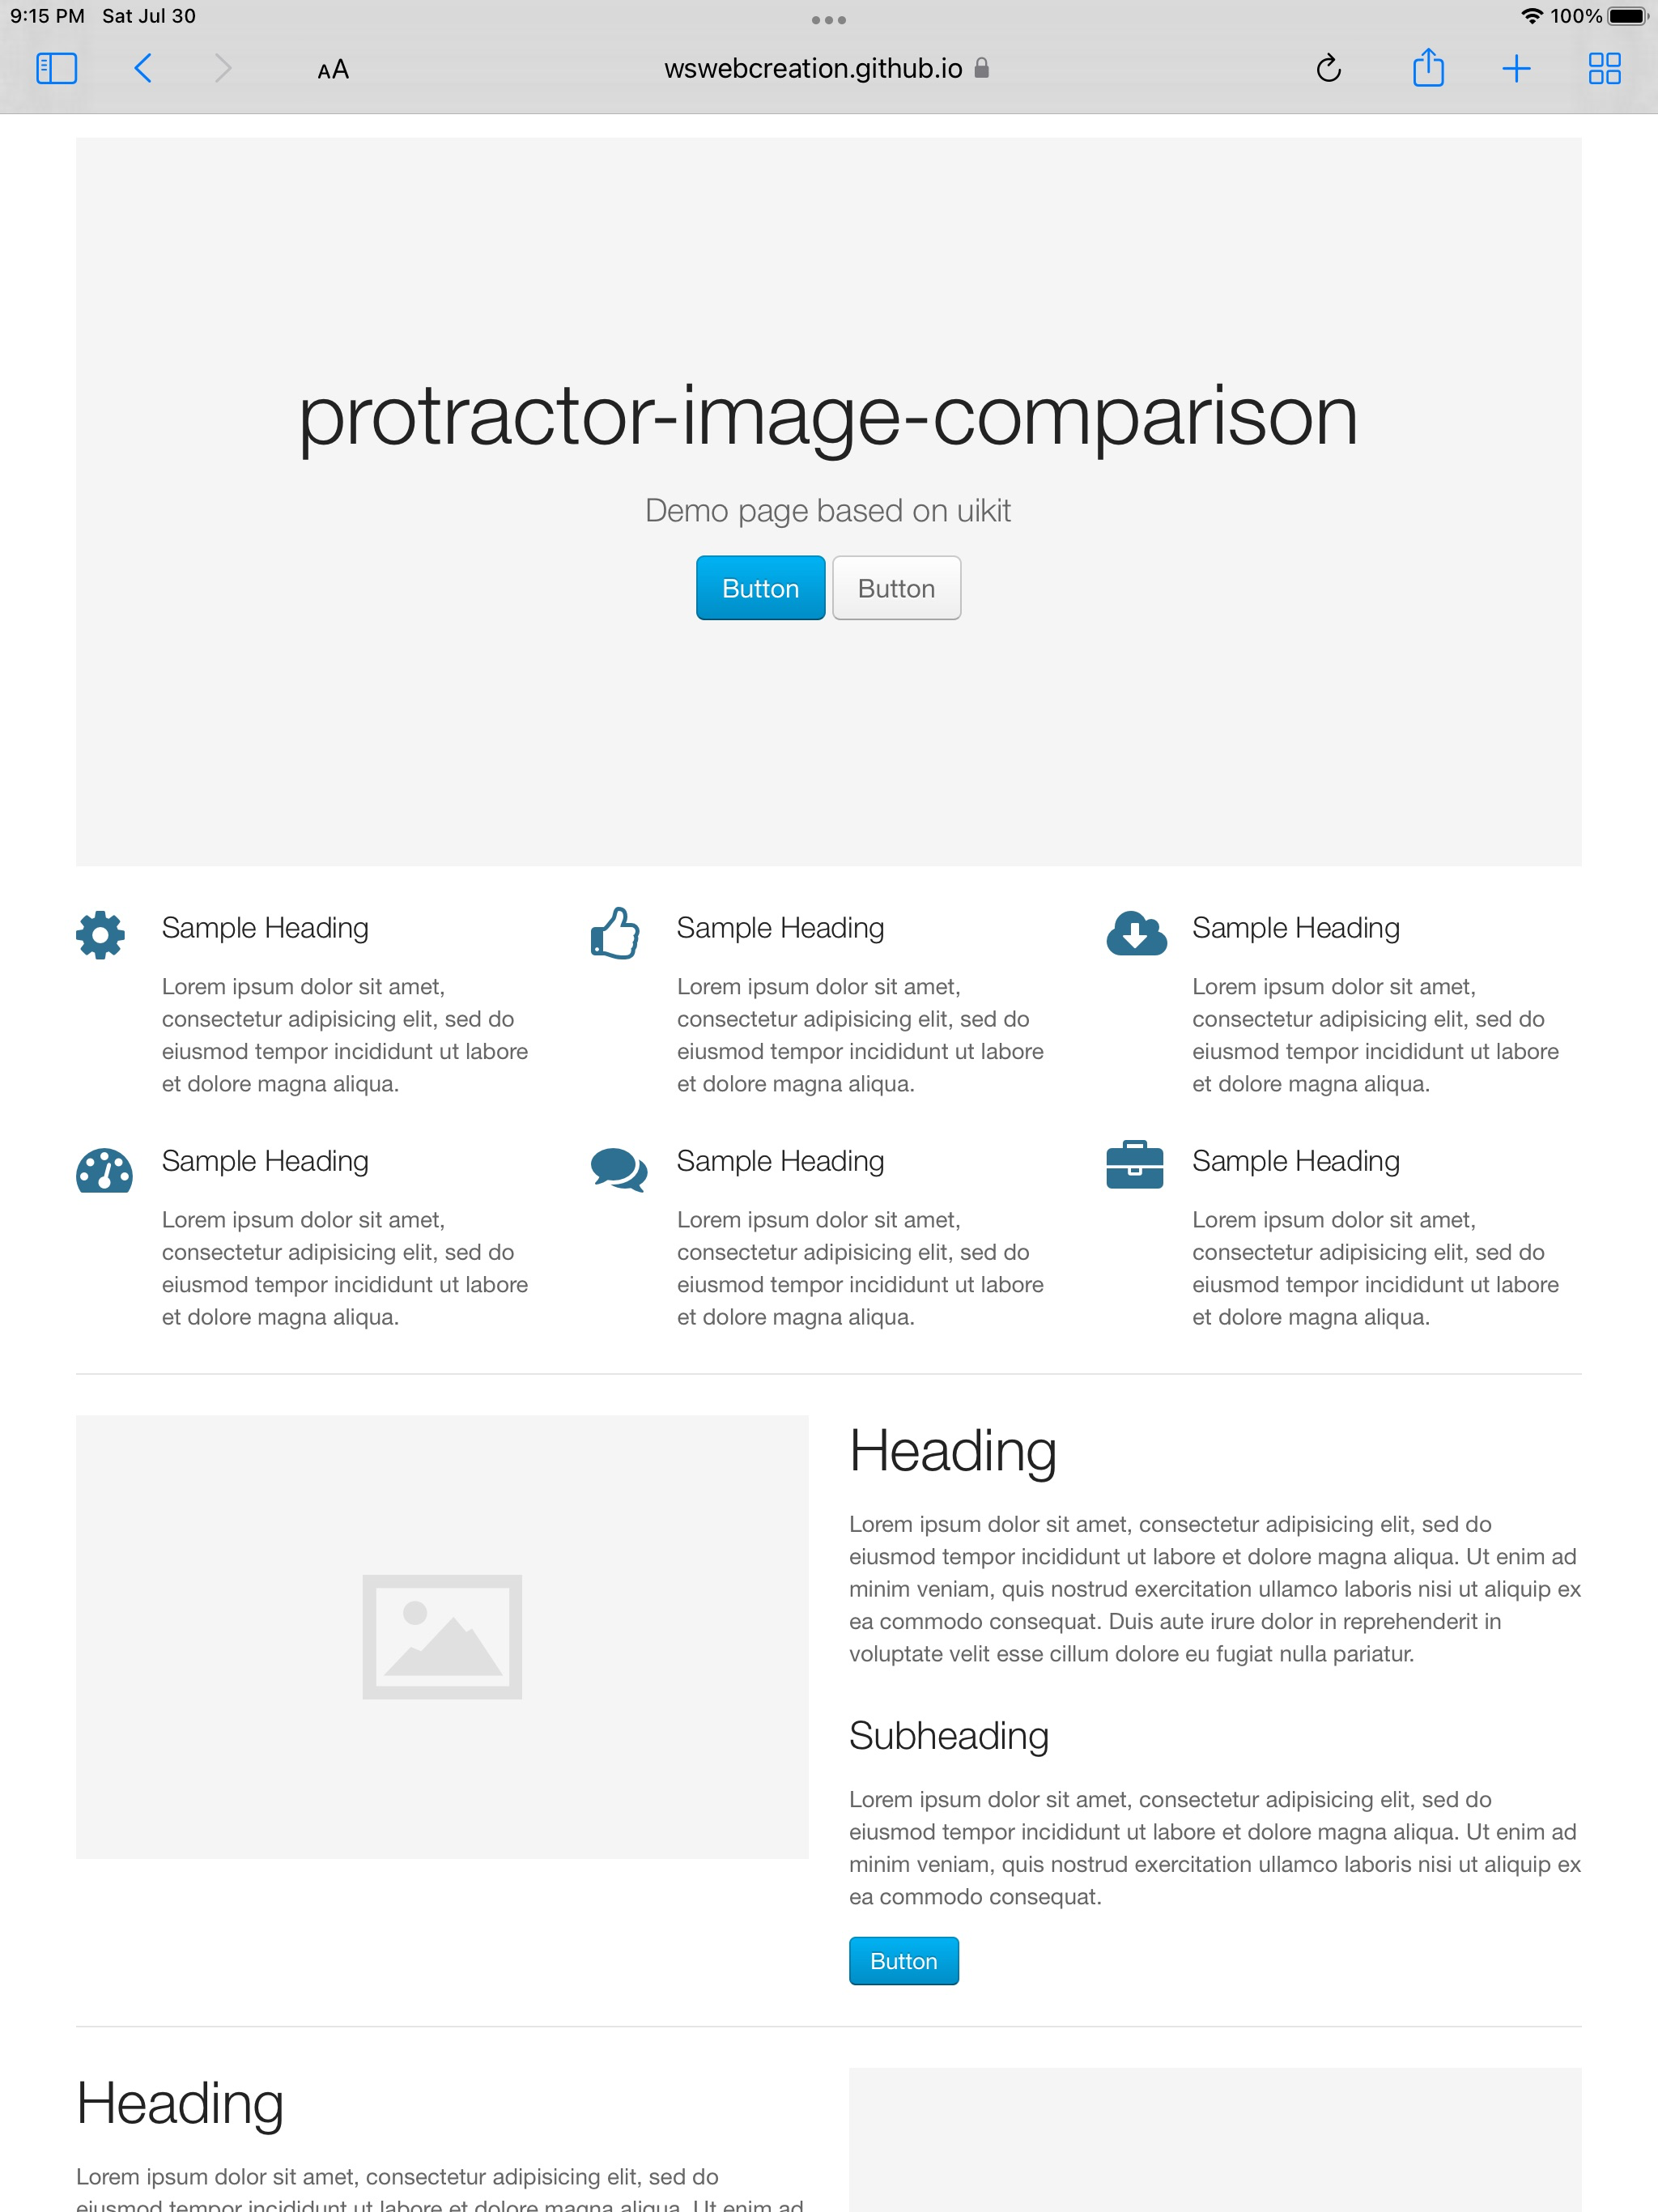 9:15 PM Sat Jul 30
100%
AA
wswebcreation.github.io
protractor-image-comparison
Demo page based on uikit
Button Button
Sample Heading
Lorem ipsum dolor sit amet,
consectetur adipisicing elit, sed do
eiusmod tempor incididunt ut labore
et dolore magna aliqua.
Sample Heading
Lorem ipsum dolor sit amet,
consectetur adipisicing elit, sed do
eiusmod tempor incididunt ut labore
et dolore magna aliqua.
Sample Heading
Lorem ipsum dolor sit amet,
consectetur adipisicing elit, sed do
eiusmod tempor incididunt ut labore
et dolore magna aliqua.
Sample Heading
Lorem ipsum dolor sit amet,
consectetur adipisicing elit, sed do
eiusmod tempor incididunt ut labore
et dolore magna aliqua.
Sample Heading
Lorem ipsum dolor sit amet,
consectetur adipisicing elit, sed do
eiusmod tempor incididunt ut labore
et dolore magna aliqua.
Sample Heading
Lorem ipsum dolor sit amet,
consectetur adipisicing elit, sed do
eiusmod tempor incididunt ut labore
et dolore magna aliqua.
Heading
Lorem ipsum dolor sit amet, consectetur adipisicing elit, sed do
eiusmod tempor incididunt ut labore et dolore magna aliqua. Ut enim ad
minim veniam, quis nostrud exercitation ullamco laboris nisi ut aliquip ex
ea commodo consequat. Duis aute irure dolor in reprehenderit in
voluptate velit esse cillum dolore eu fugiat nulla pariatur.
Subheading
Lorem ipsum dolor sit amet, consectetur adipisicing elit, sed do
eiusmod tempor incididunt ut labore et dolore magna aliqua. Ut enim ad
minim veniam, quis nostrud exercitation ullamco laboris nisi ut aliquip ex
ea commodo consequat.
Button
Heading
Lorem ipsum dolor sit amet, consectetur adipisicing elit, sed do
eiusmod tempor incididunt ut labore et dolore magna aliqua. Ut enim ad